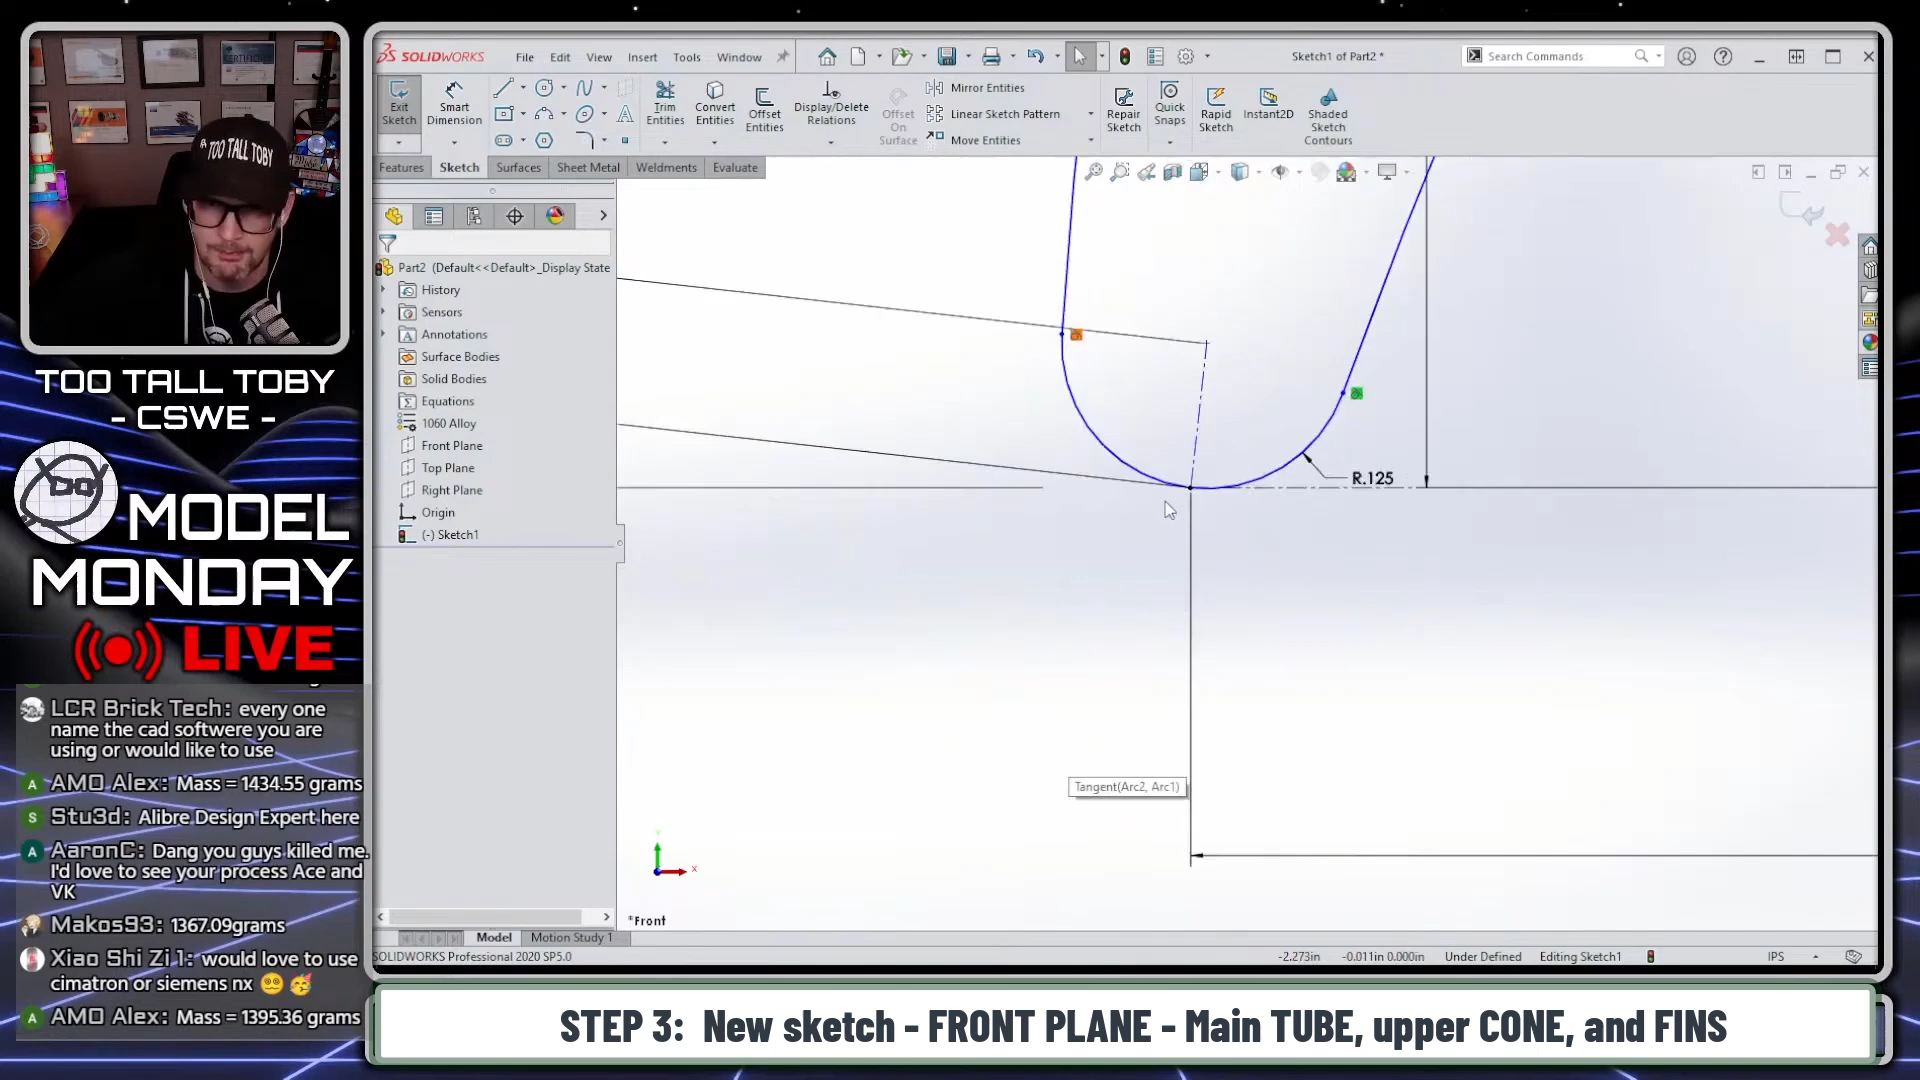 TOO TALL TOBY
TOO TALL TOBY
- CSWE -
MODEL
MONDAY
LIVE
LCR Brick Tech: every one
name the cad softwere you are
using or would like to use
AMO Alex: Mass = 1434.55 grams
Stu3d: Alibre Design Expert here
AaronC: Dang you guys killed me.
I'd love to see your process Ace and
VK
Makos93: 1367.09grams
Xiao Shi Zi 1: would love to use
cimatron or siemens nx
AMO Alex: Mass = 1395.36 grams
SOLIDWORKS
File
Edit
View
Insert
Tools
Window
Sketch1 of Part2 *
Search Commands
Exit
Sketch
Smart
Dimension
Trim
Entities
Convert
Entities
Offset
Entities
Display/Delete
Relations
Offset
On
Surface
Mirror Entities
Linear Sketch Pattern
Move Entities
Repair
Sketch
Quick
Snaps
Rapid
Sketch
Instant2D
Shaded
Sketch
Contours
Features
Sketch
Surfaces
Sheet Metal
Weldments
Evaluate
Part2 (Default<<Default>_Display State
History
Sensors
Annotations
Surface Bodies
Solid Bodies
Equations
1060 Alloy
Front Plane
Top Plane
Right Plane
Origin
(-) Sketch1
R.125
Tangent(Arc2, Arc1)
Y
X
*Front
Model
Motion Study 1
SOLIDWORKS Professional 2020 SP5.0
-2.273in
-0.011in 0.000in
Under Defined
Editing Sketch1
IPS
STEP 3: New sketch - FRONT PLANE - Main TUBE, upper CONE, and FINS